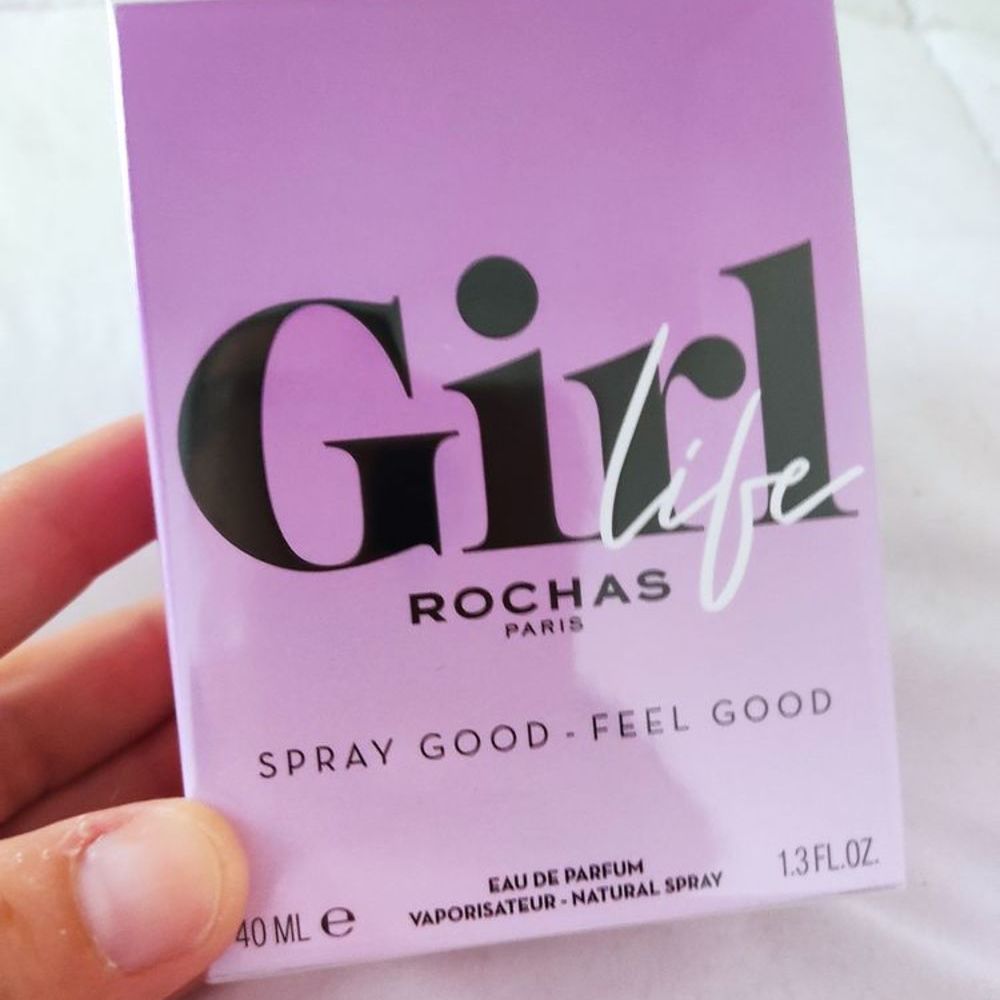 Girl
life
ROCHAS
PARIS
SPRAY GOOD - FEEL GOOD
EAU DE PARFUM
VAPORISATEUR - NATURAL SPRAY
40 ML ℮
1.3 FL.OZ.